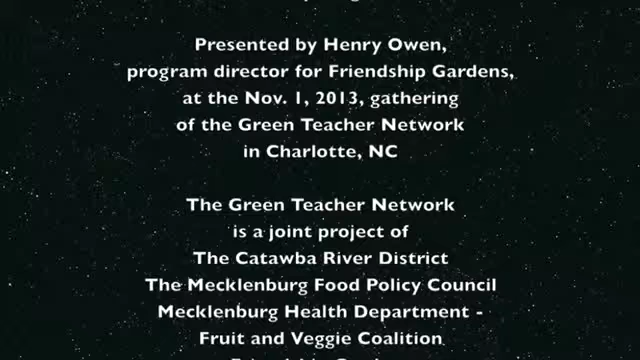 Presented by Henry Owen,
program director for Friendship Gardens,
at the Nov. 1, 2013, gathering
of the Green Teacher Network
in Charlotte, NC
The Green Teacher Network
is a joint project of
The Catawba River District
The Mecklenburg Food Policy Council
Mecklenburg Health Department -
Fruit and Veggie Coalition